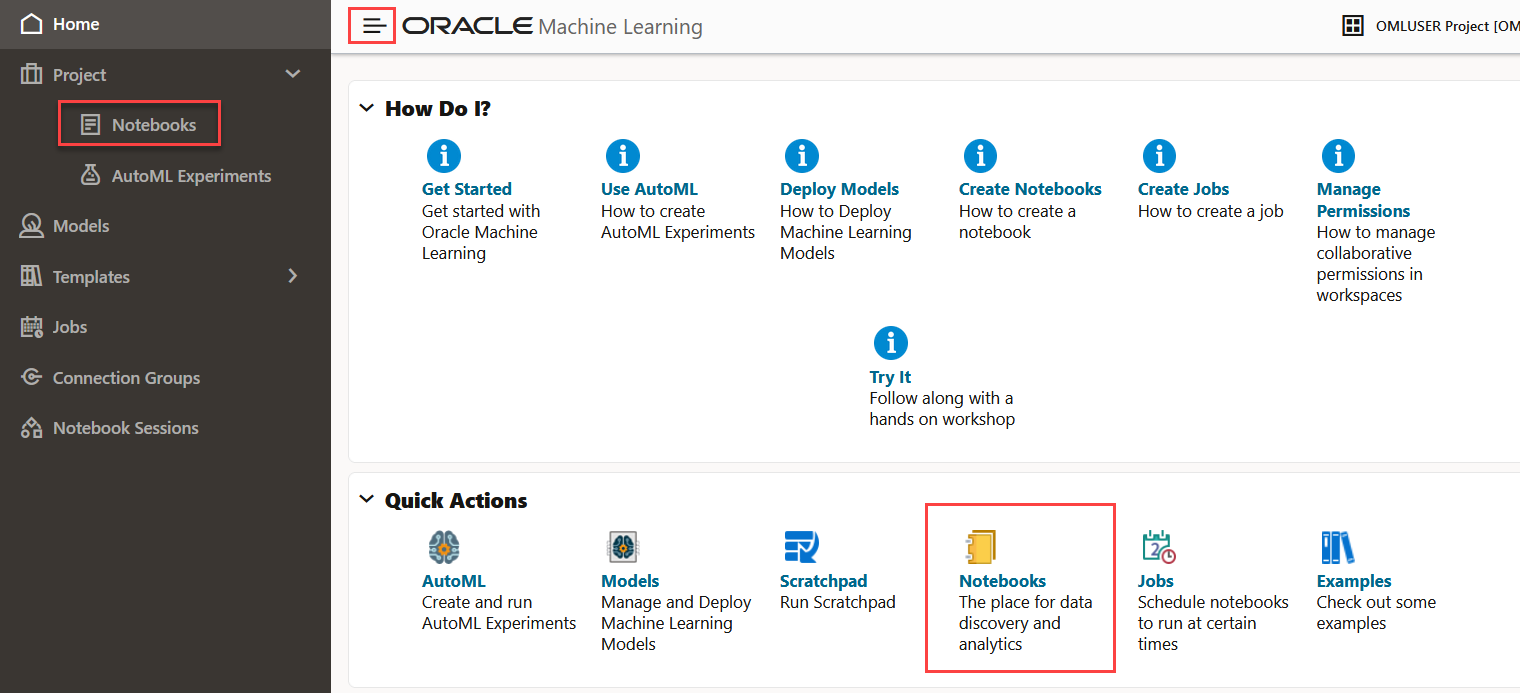 Home
Project
Notebooks
AutoML Experiments
Models
Templates
Jobs
Connection Groups
Notebook Sessions
ORACLE Machine Learning
OMLUSER Project [OM
How Do I?
Get Started
Get started with
Oracle Machine
Learning
Use AutoML
How to create
AutoML Experiments
Deploy Models
How to Deploy
Machine Learning
Models
Create Notebooks
How to create a
notebook
Create Jobs
How to create a job
Manage
Permissions
How to manage
collaborative
permissions in
workspaces
Try It
Follow along with a
hands on workshop
Quick Actions
AutoML
Create and run
AutoML Experiments
Models
Manage and Deploy
Machine Learning
Models
Scratchpad
Run Scratchpad
Notebooks
The place for data
discovery and
analytics
2
Jobs
Schedule notebooks
to run at certain
times
Examples
Check out some
examples